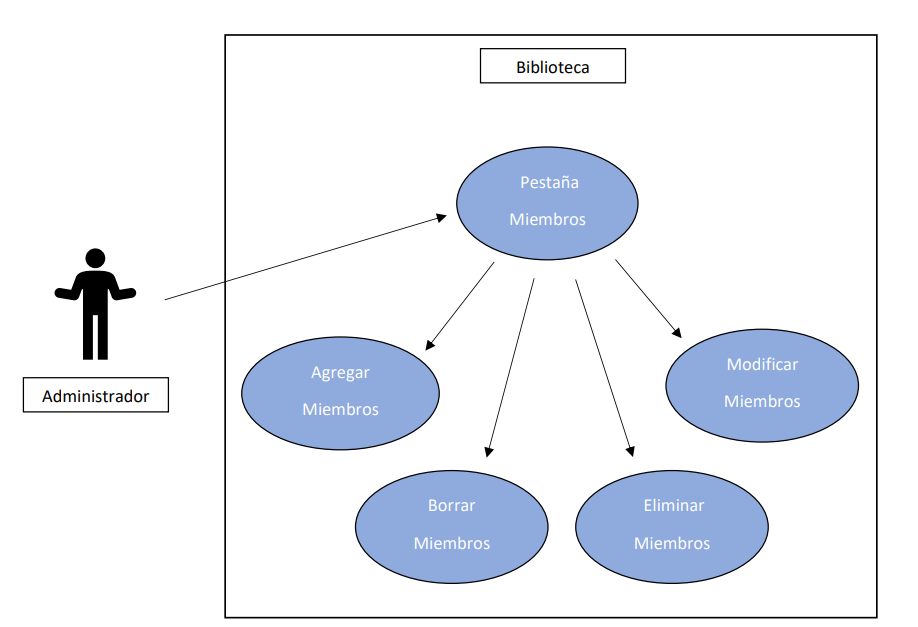 Biblioteca
Pestaña
Miembros
Administrador
Agregar
Miembros
Modificar
Miembros
Borrar
Miembros
Eliminar
Miembros